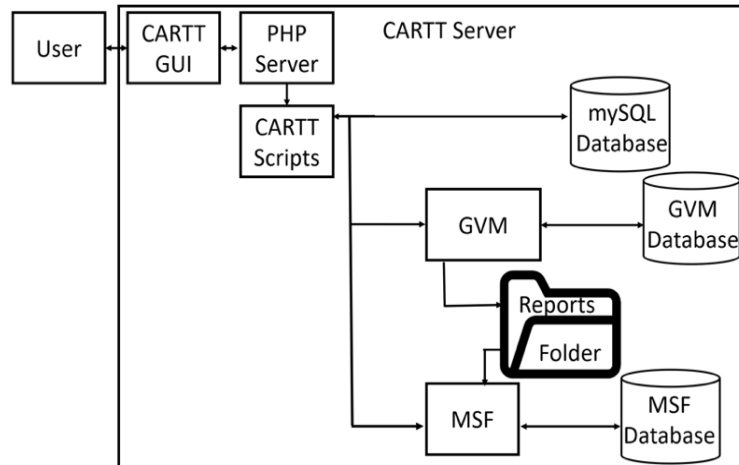 CARTT Server
User
CARTT
GUI
PHP
Server
CARTT
Scripts
mySQL
Database
GVM
GVM
Database
Reports
Folder
MSF
MSF
Database